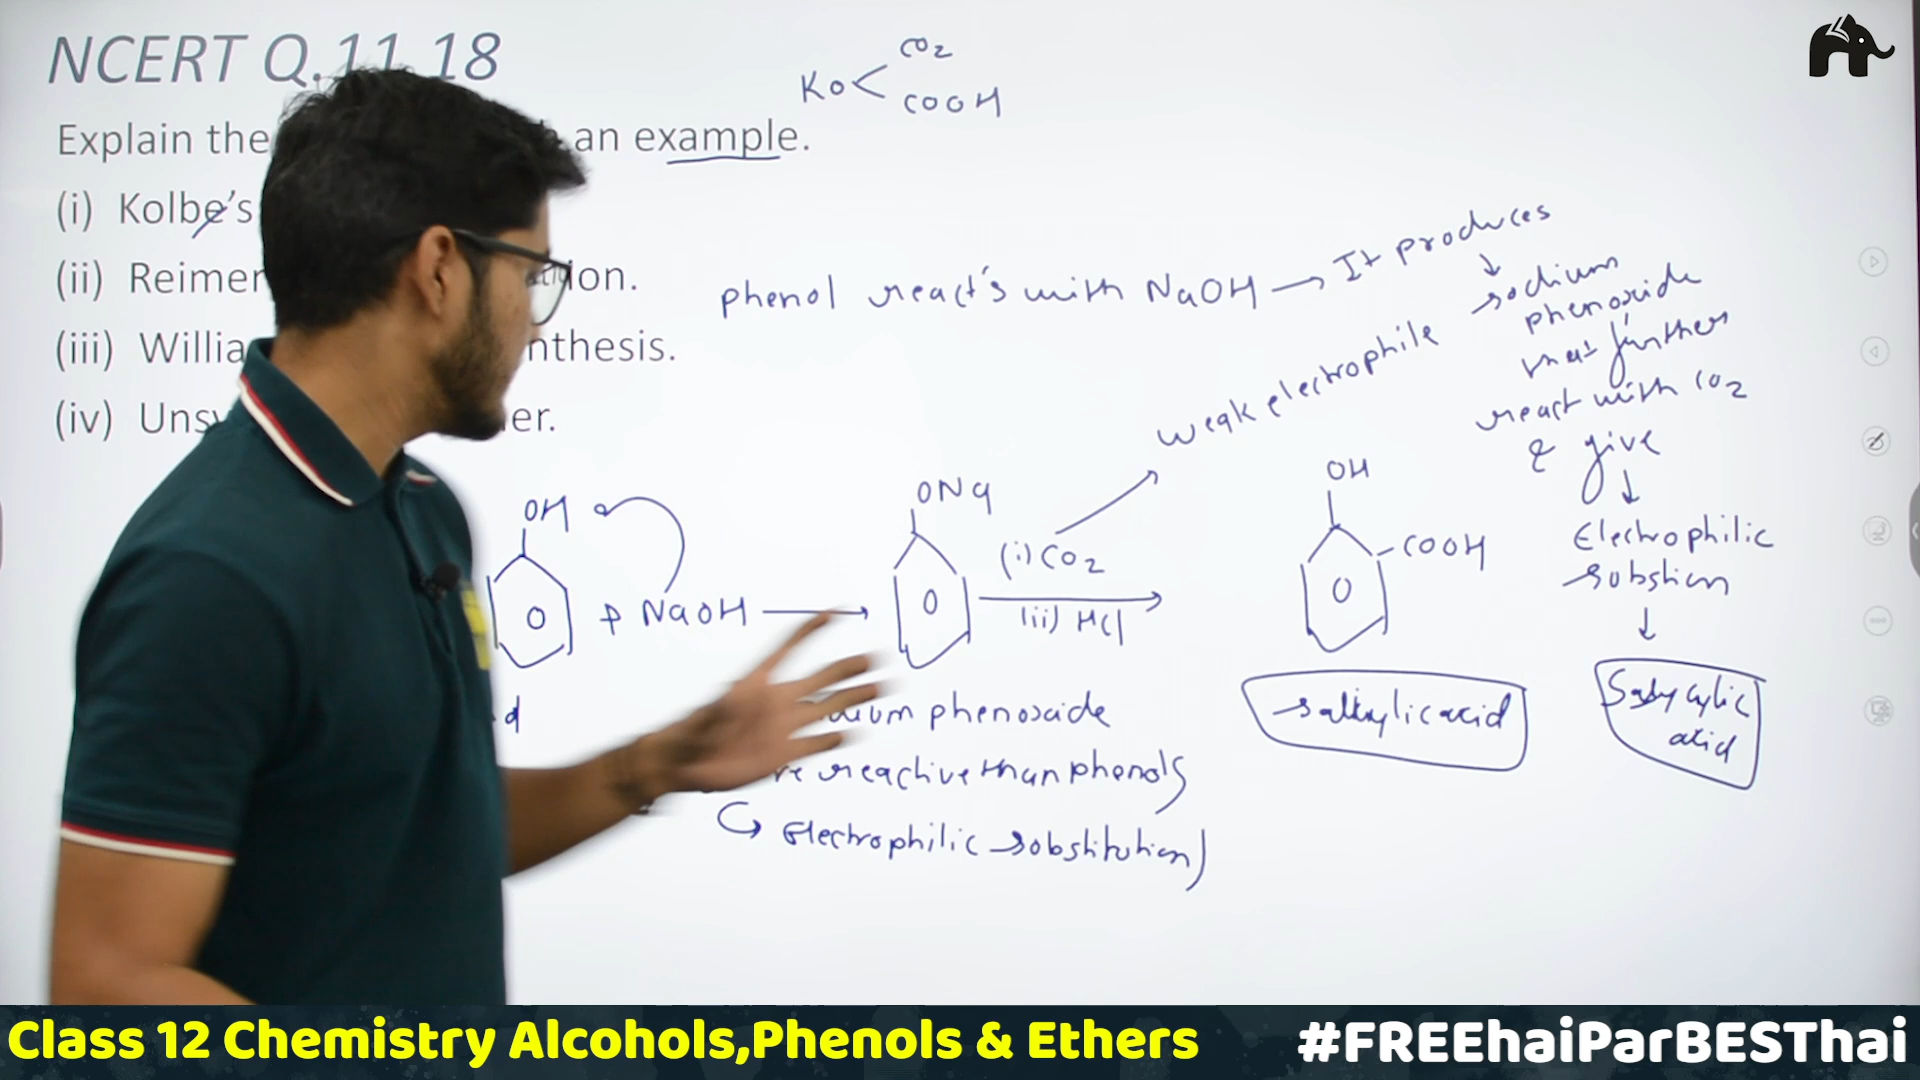 NCERT Q.11.18
Explain the an example.
(i) Kolbe's
(ii) Reimer ion.
(iii) Willia nthesis.
(iv) Uns er.
KO < CO2
COOH
phenol react's with NaOH → It produces
↓
sodium
phenoxide
that further
react with CO2
& give
↓
Electrophilic
↓
weak electrophile
OH
+ NaOH →
ONa
(i) CO2
(ii) HCl
OH
COOH
phenoxide
reactive than phenols
Electrophilic substitution)
acid
acid
Class 12 Chemistry Alcohols,Phenols & Ethers
#FREEhaiParBESThai